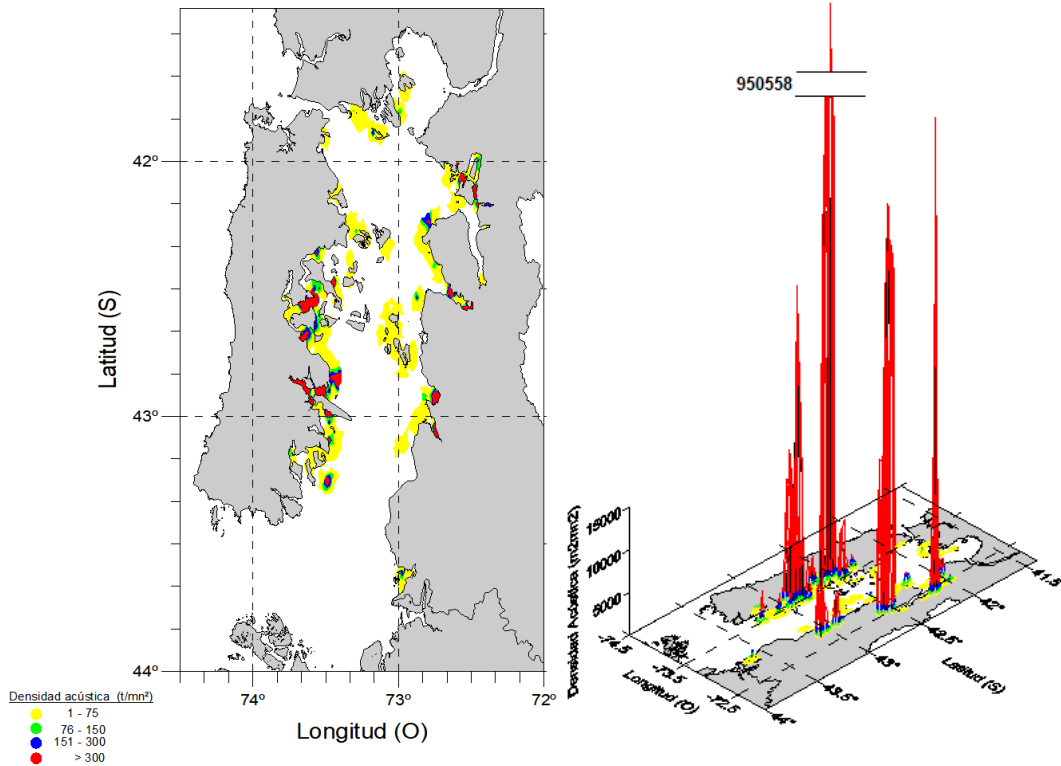 42º
43º
44º
74º
73º
72º
Latitud (S)
Longitud (O)
Densidad acústica (t/mn²)
1 - 75
76 - 150
151 - 300
> 300
950558
15000
10000
5000
Densidad Acústica (m2mn2)
-74.5
-73.5
-72.5
Longitud (O)
44°
43.5°
43°
42.5°
42°
41.5
Latitud (S)